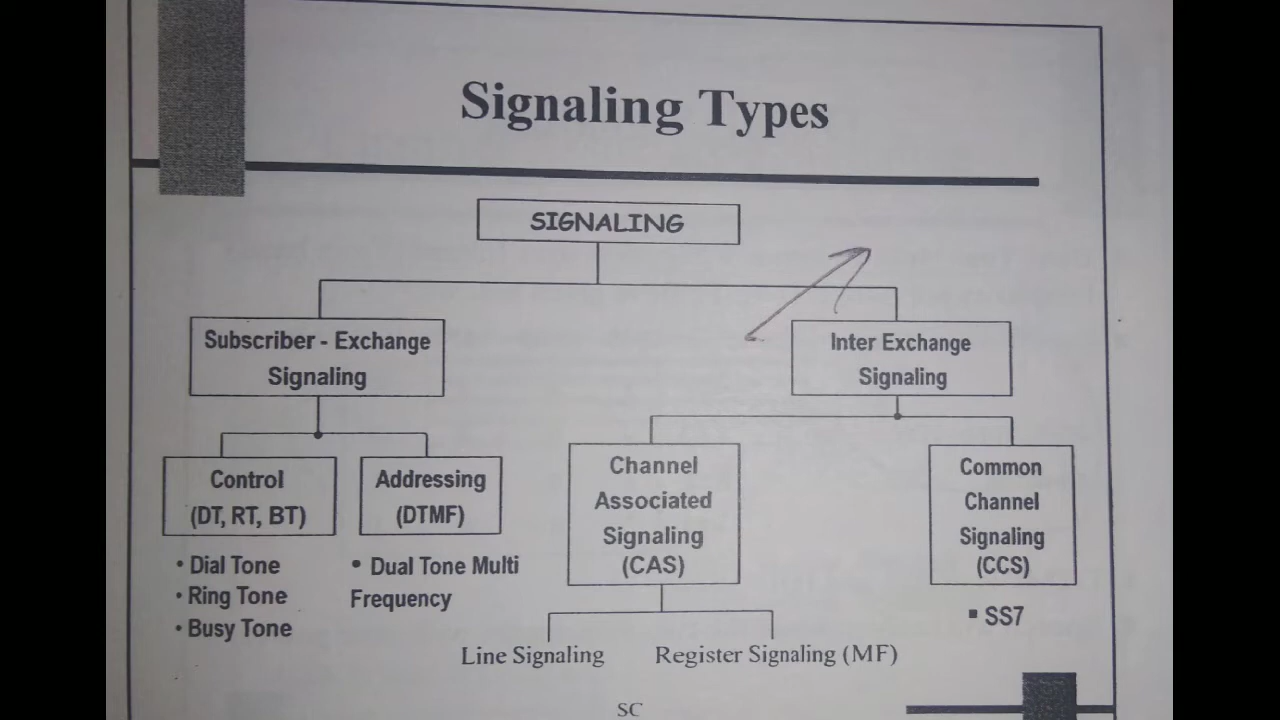 Signaling Types
SIGNALING
Subscriber - Exchange
Signaling
Inter Exchange
Signaling
Control
(DT, RT, BT)
Addressing
(DTMF)
Channel
Associated
Signaling
(CAS)
Common
Channel
Signaling
(CCS)
• Dial Tone
• Ring Tone
• Busy Tone
• Dual Tone Multi
Frequency
▪ SS7
Line Signaling
Register Signaling (MF)
SC